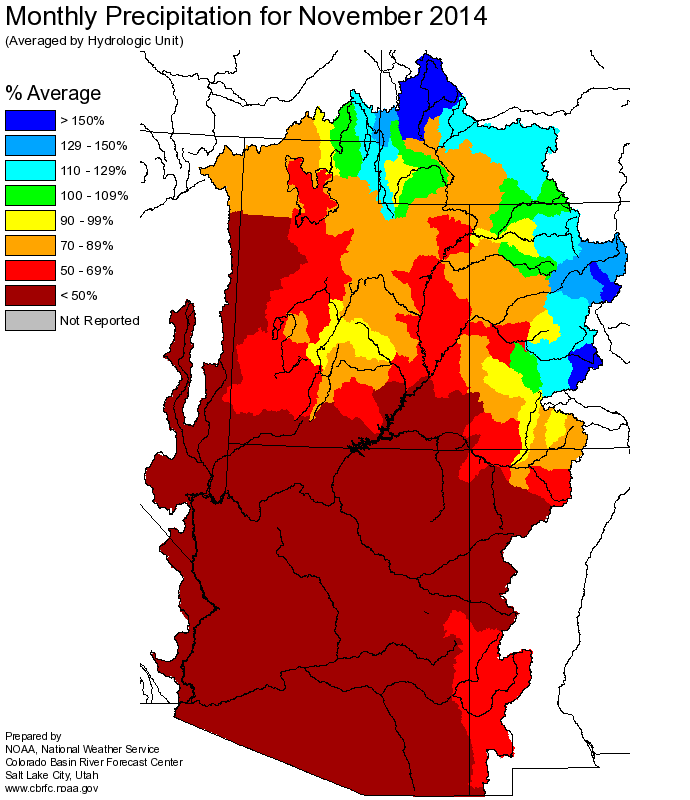 Monthly Precipitation for November 2014
(Averaged by Hydrologic Unit)
% Average
> 150%
129 - 150%
110 - 129%
100 - 109%
90 - 99%
70 - 89%
50 - 69%
< 50%
Not Reported
Prepared by
NOAA, National Weather Service
Colorado Basin River Forecast Center
Salt Lake City, Utah
www.cbrfc.noaa.gov